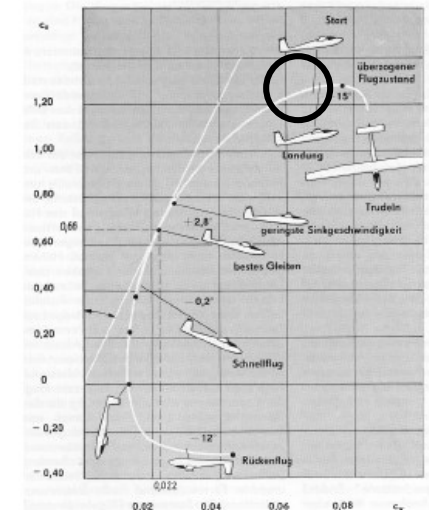 cₐ
Start
überzogener
Flugzustand
15°
1,20
Landung
1,00
Trudeln
0,80
+2,8°
geringste Sinkgeschwindigkeit
0,66
0,60
bestes Gleiten
0,40
−0,2°
0,20
Schnellflug
0
−0,20
−12
Rückenflug
−0,40
0,022
0,02
0,04
0,06
0,08